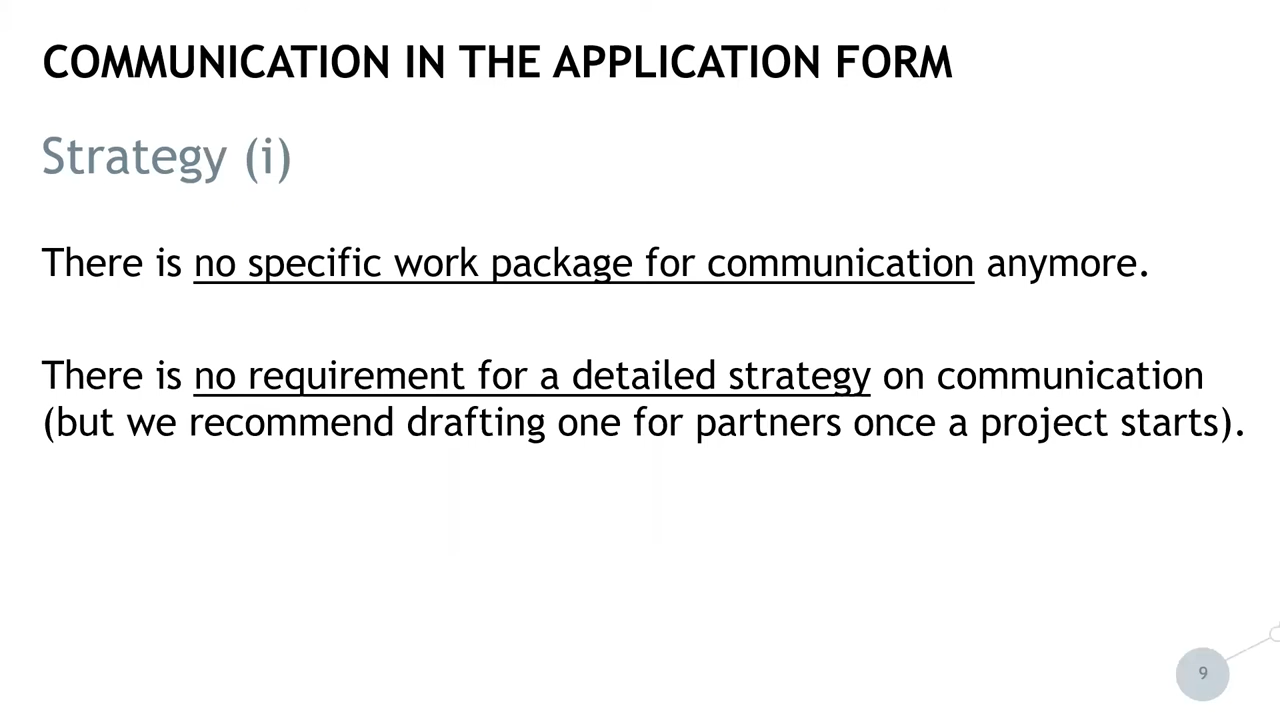 COMMUNICATION IN THE APPLICATION FORM
Strategy (i)
There is no specific work package for communication anymore.
There is no requirement for a detailed strategy on communication
(but we recommend drafting one for partners once a project starts).
9